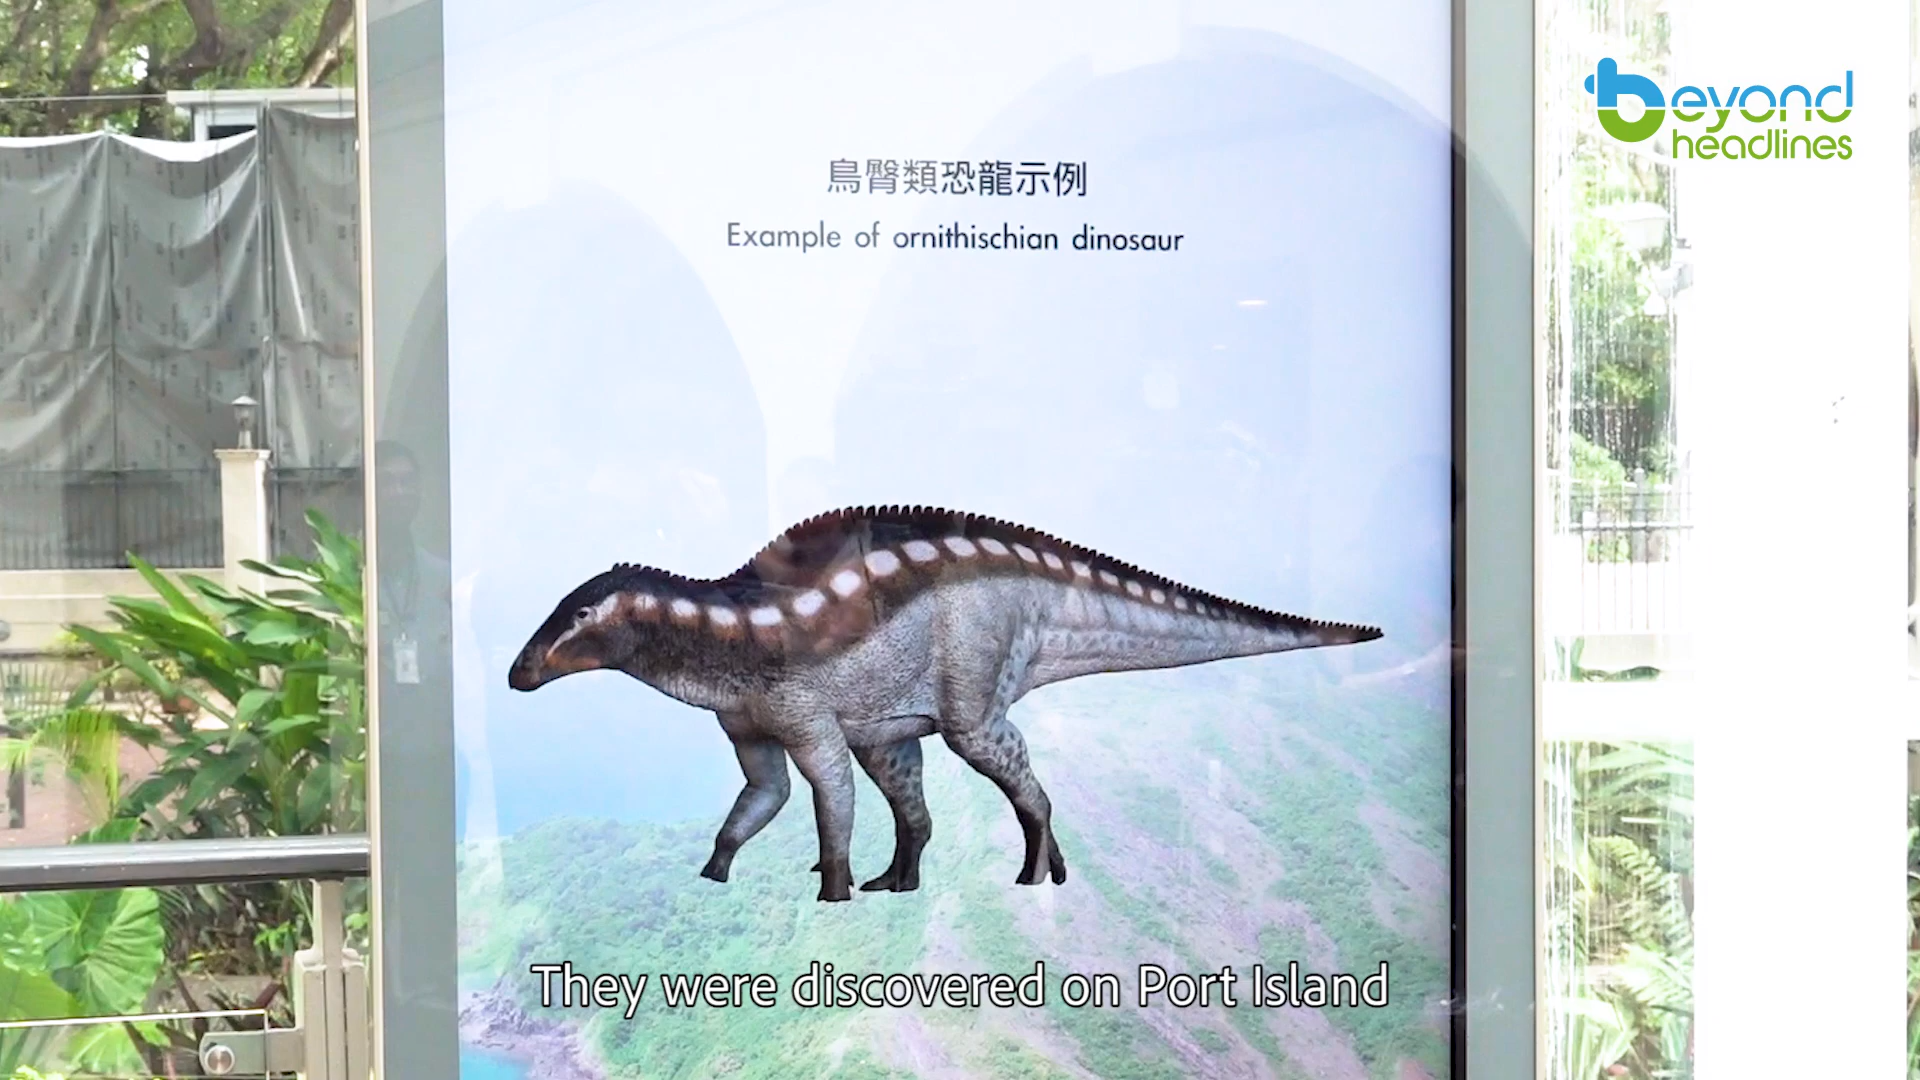 beyond
headlines
鳥臀類恐龍示例
Example of ornithischian dinosaur
They were discovered on Port Island